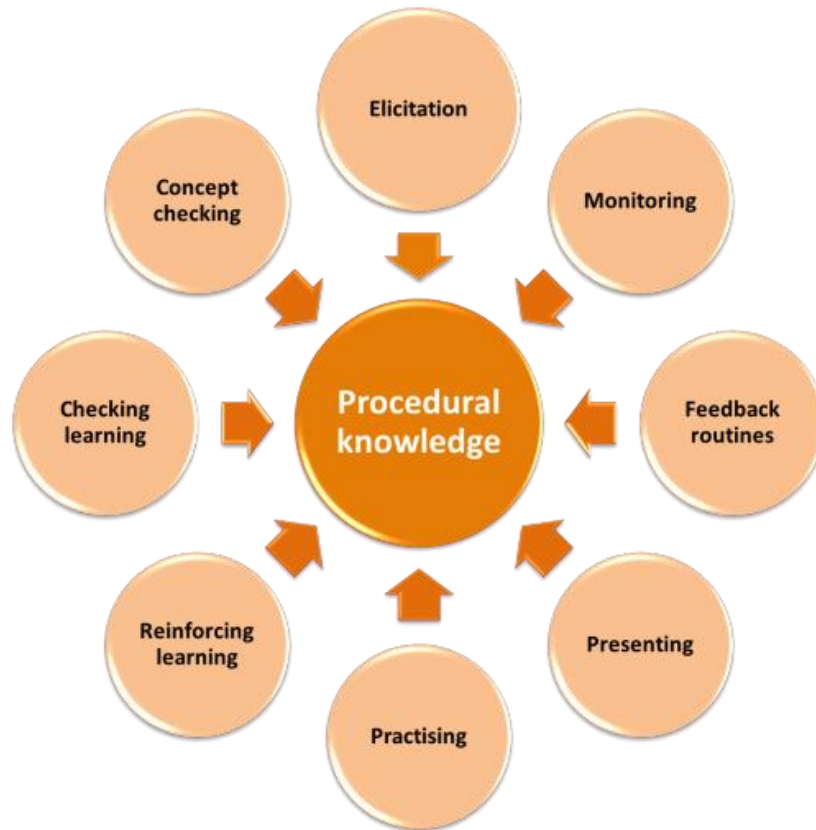 Elicitation
Monitoring
Feedback
routines
Presenting
Practising
Reinforcing
learning
Checking
learning
Concept
checking
Procedural
knowledge